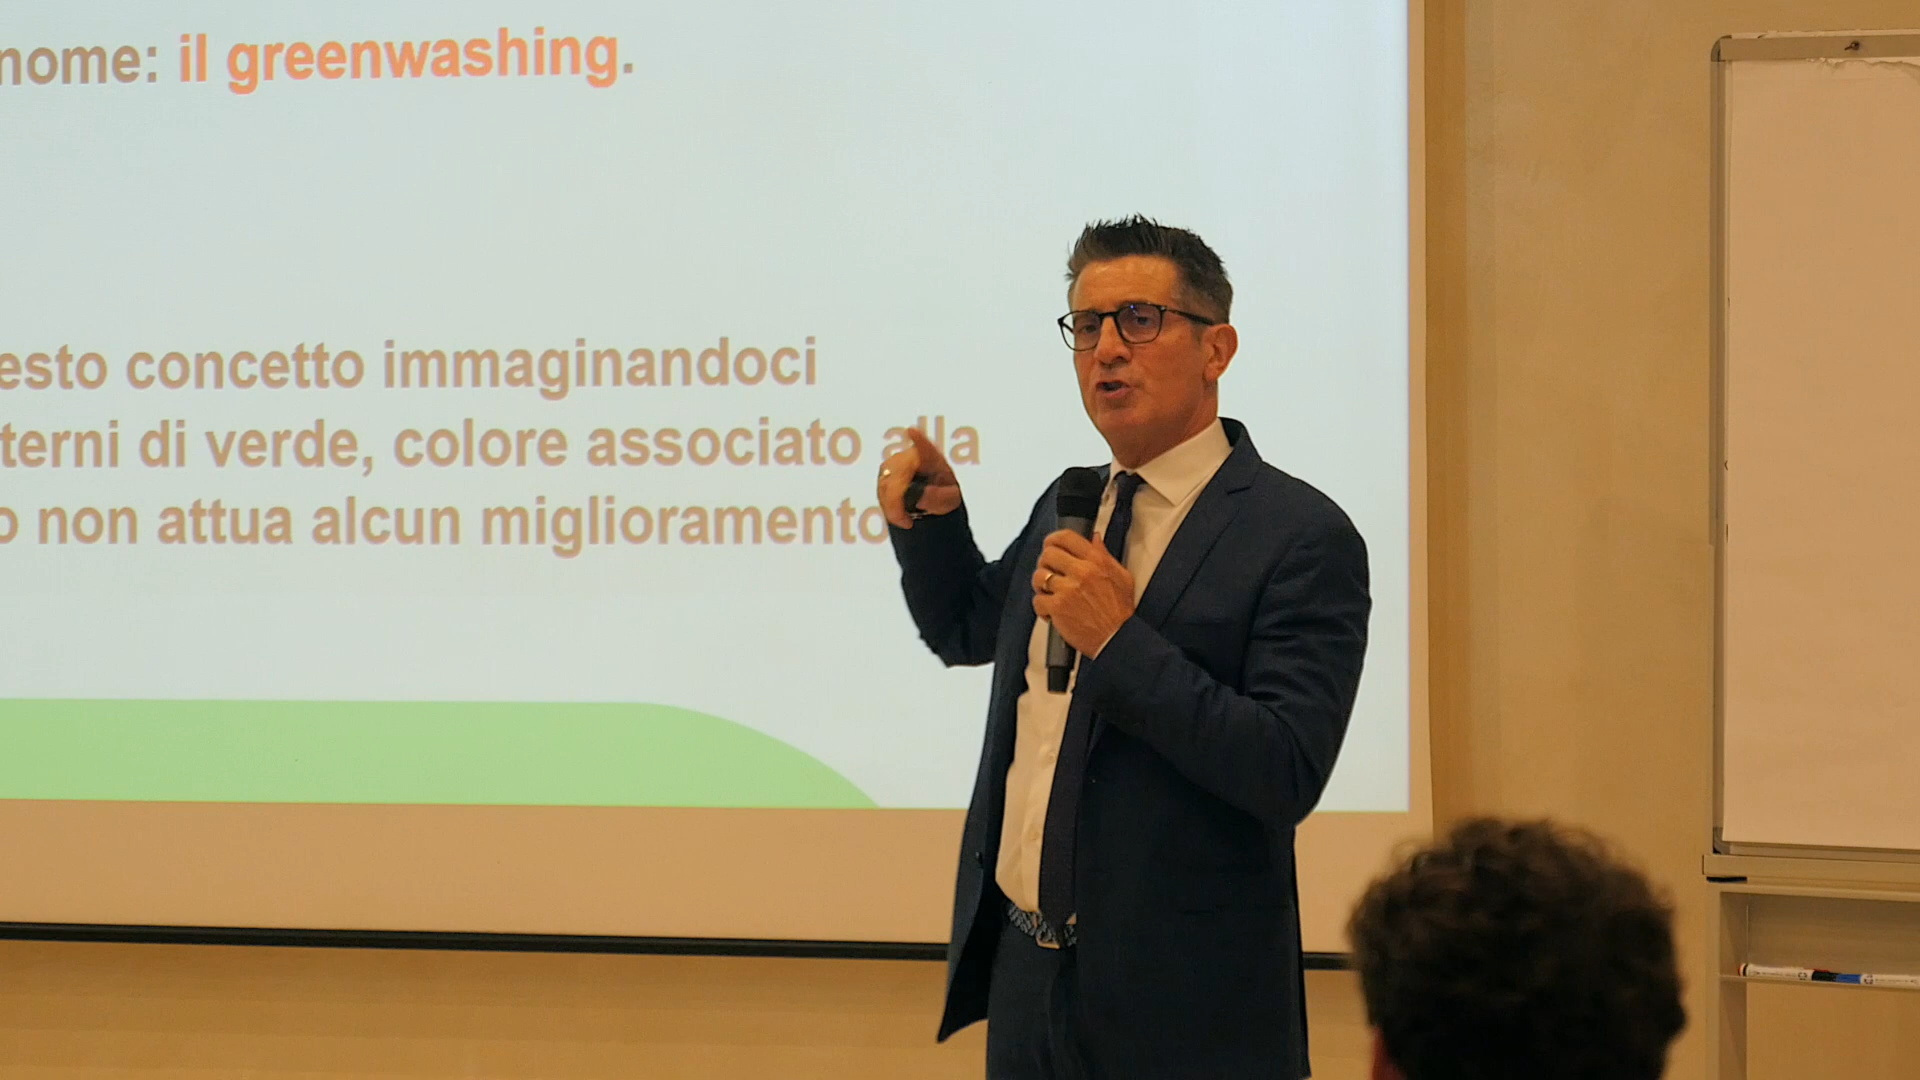 nome: il greenwashing.
esto concetto immaginandoci
terni di verde, colore associato alla
o non attua alcun miglioramento